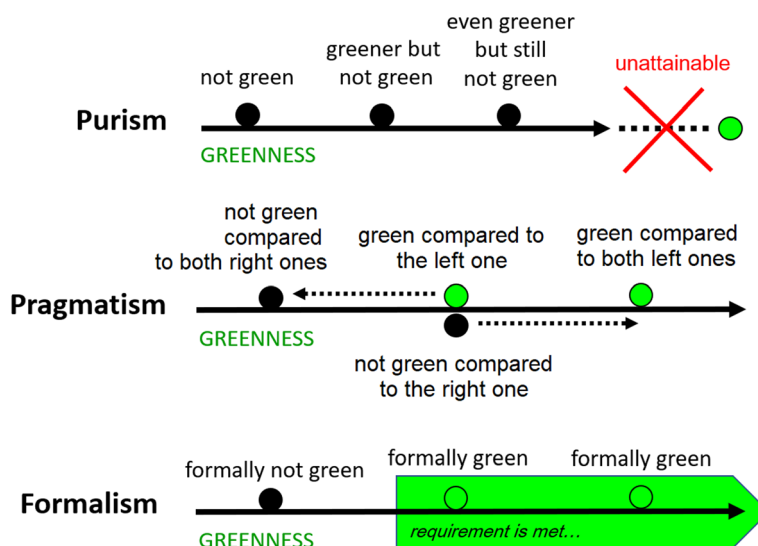 even greener
greener but
but still
not green
not green
not green
unattainable
Purism
GREENNESS
not green
compared
to both right ones
green compared to
the left one
green compared
to both left ones
Pragmatism
GREENNESS
not green compared
to the right one
formally not green
formally green
formally green
Formalism
requirement is met...
GREENNESS